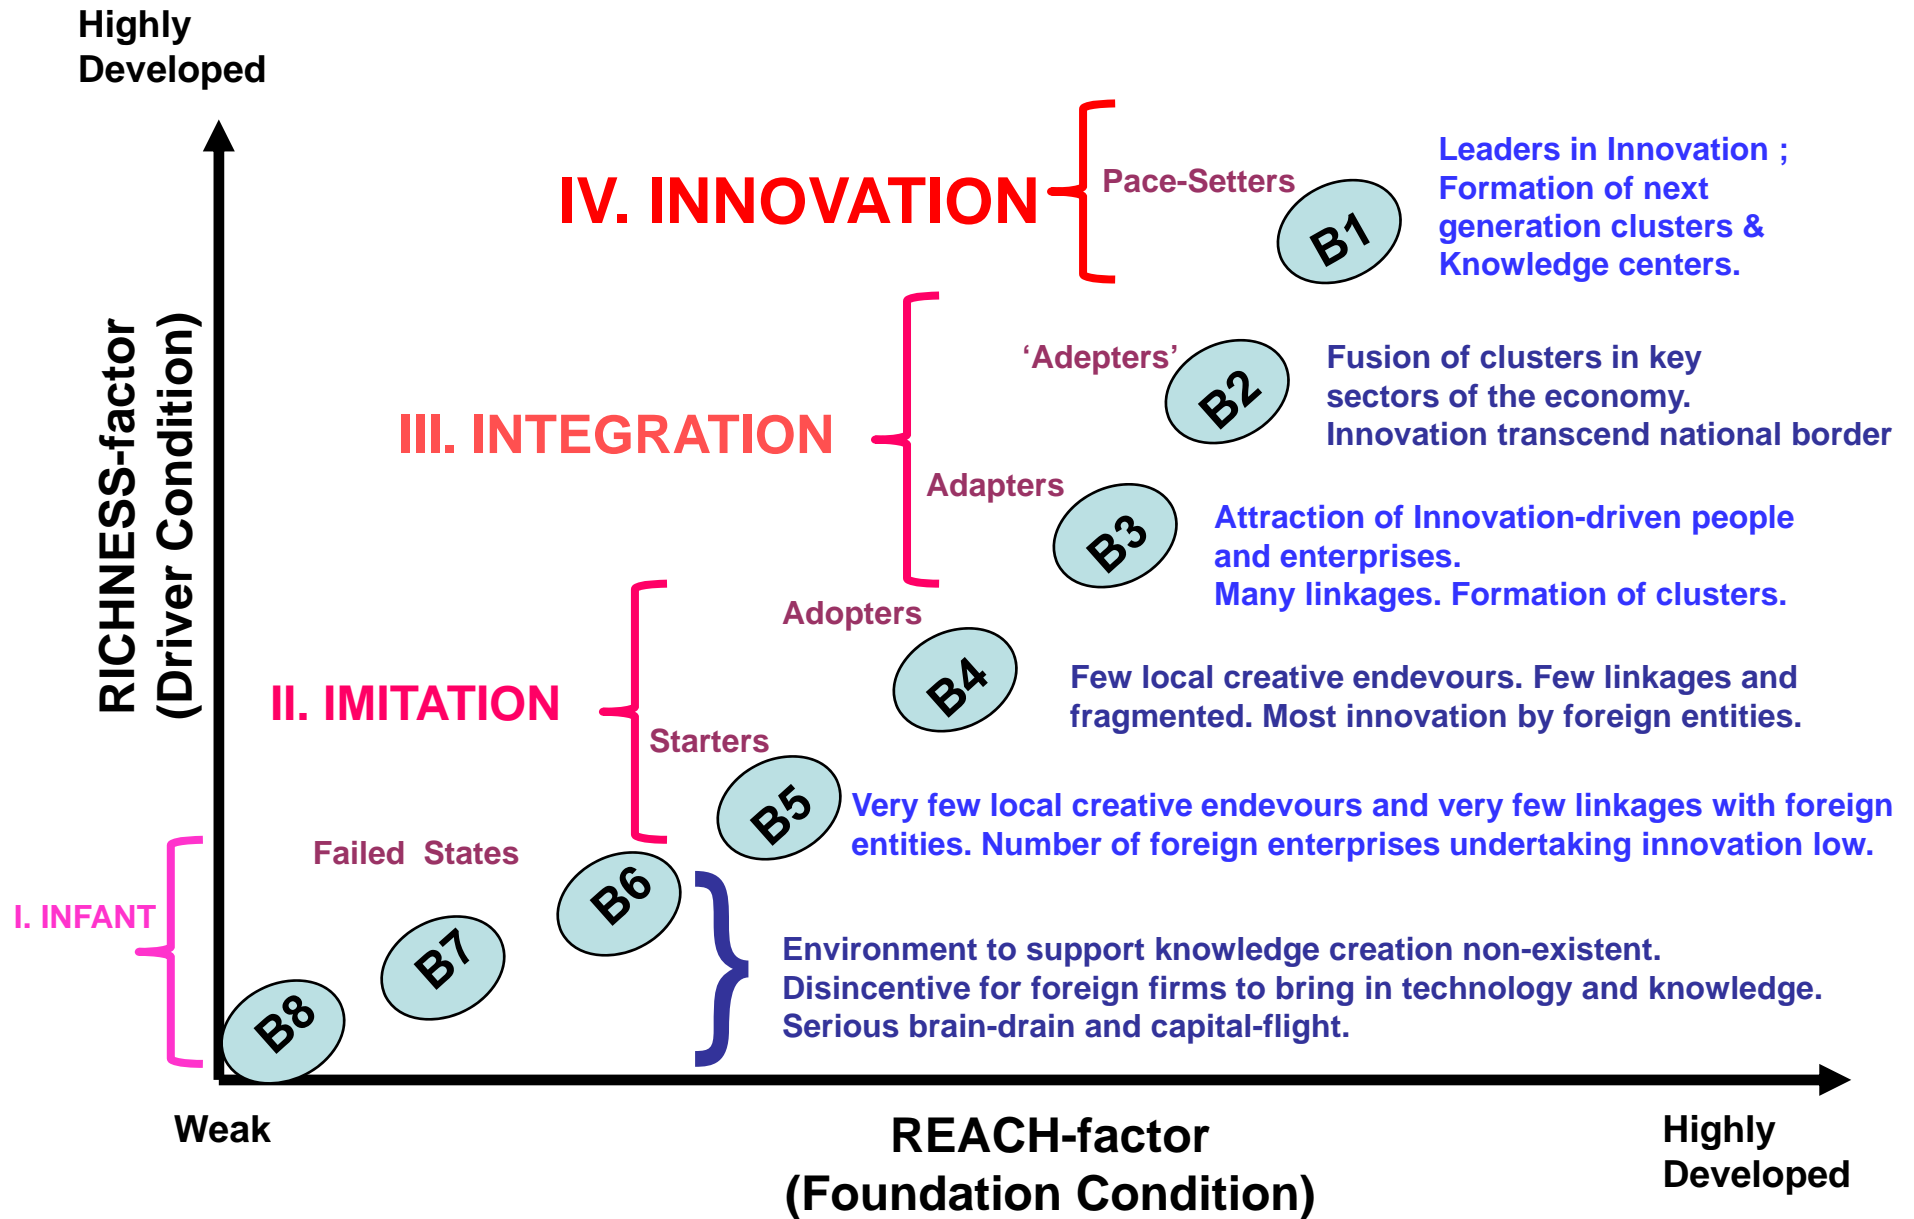 Highly
Developed
IV. INNOVATION
Pace-Setters
B1
Leaders in Innovation ;
Formation of next
generation clusters &
Knowledge centers.
RICHNESS-factor
(Driver Condition)
III. INTEGRATION
‘Adepters’
B2
Fusion of clusters in key
sectors of the economy.
Innovation transcend national border
Adapters
B3
Attraction of Innovation-driven people
and enterprises.
Many linkages. Formation of clusters.
II. IMITATION
Adopters
B4
Few local creative endevours. Few linkages and
fragmented. Most innovation by foreign entities.
Starters
B5
Very few local creative endevours and very few linkages with foreign
entities. Number of foreign enterprises undertaking innovation low.
I. INFANT
Failed States
B6
B7
B8
Environment to support knowledge creation non-existent.
Disincentive for foreign firms to bring in technology and knowledge.
Serious brain-drain and capital-flight.
Weak
REACH-factor
(Foundation Condition)
Highly
Developed